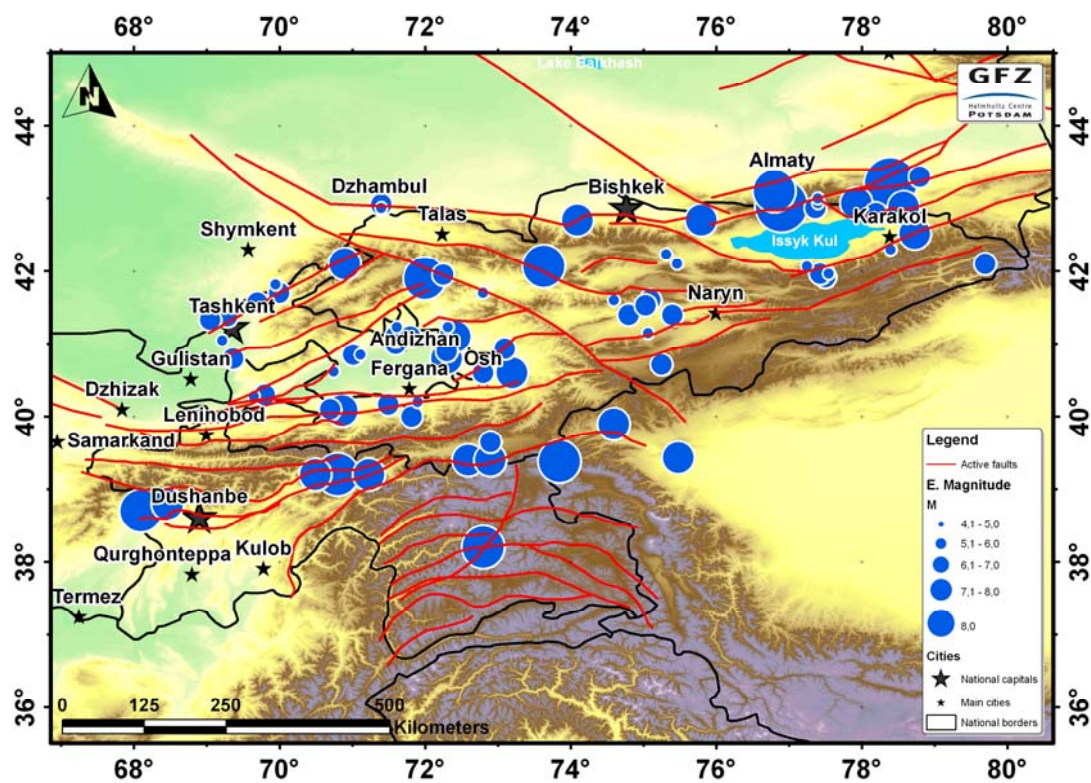 68° 70° 72° 74° 76° 78° 80°
Lake Balkhash
GFZ
Helmholtz Centre
POTSDAM
N
44° 44°
Almaty
Dzhambul
Bishkek
Talas
Karakol
Shymkent
Issyk Kul
42° 42°
Tashkent
Naryn
Andizhan
Gulistan
Osh
Fergana
Dzhizak
Leninobod
40° 40°
Samarkand
Dushanbe
Qurghonteppa
Kulob
38° 38°
Termez
36° 36°
Legend
Active faults
E. Magnitude
M
4,1 - 5,0
5,1 - 6,0
6,1 - 7,0
7,1 - 8,0
8,0
Cities
National capitals
Main cities
National borders
0 125 250 500
Kilometers
68° 70° 72° 74° 76° 78° 80°